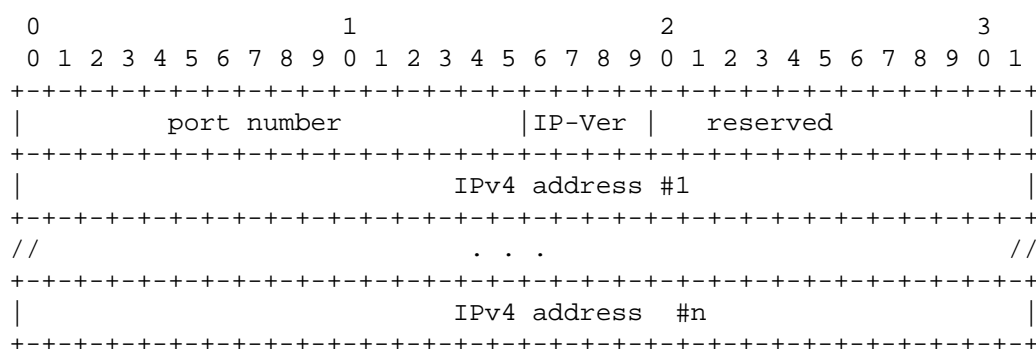 0                   1                   2                   3
 0 1 2 3 4 5 6 7 8 9 0 1 2 3 4 5 6 7 8 9 0 1 2 3 4 5 6 7 8 9 0 1
+-+-+-+-+-+-+-+-+-+-+-+-+-+-+-+-+-+-+-+-+-+-+-+-+-+-+-+-+-+-+-+-+
|         port number           |IP-Ver |   reserved            |
+-+-+-+-+-+-+-+-+-+-+-+-+-+-+-+-+-+-+-+-+-+-+-+-+-+-+-+-+-+-+-+-+
|                           IPv4 address #1                     |
+-+-+-+-+-+-+-+-+-+-+-+-+-+-+-+-+-+-+-+-+-+-+-+-+-+-+-+-+-+-+-+-+
//                           . . .                             //
+-+-+-+-+-+-+-+-+-+-+-+-+-+-+-+-+-+-+-+-+-+-+-+-+-+-+-+-+-+-+-+-+
|                           IPv4 address  #n                    |
+-+-+-+-+-+-+-+-+-+-+-+-+-+-+-+-+-+-+-+-+-+-+-+-+-+-+-+-+-+-+-+-+